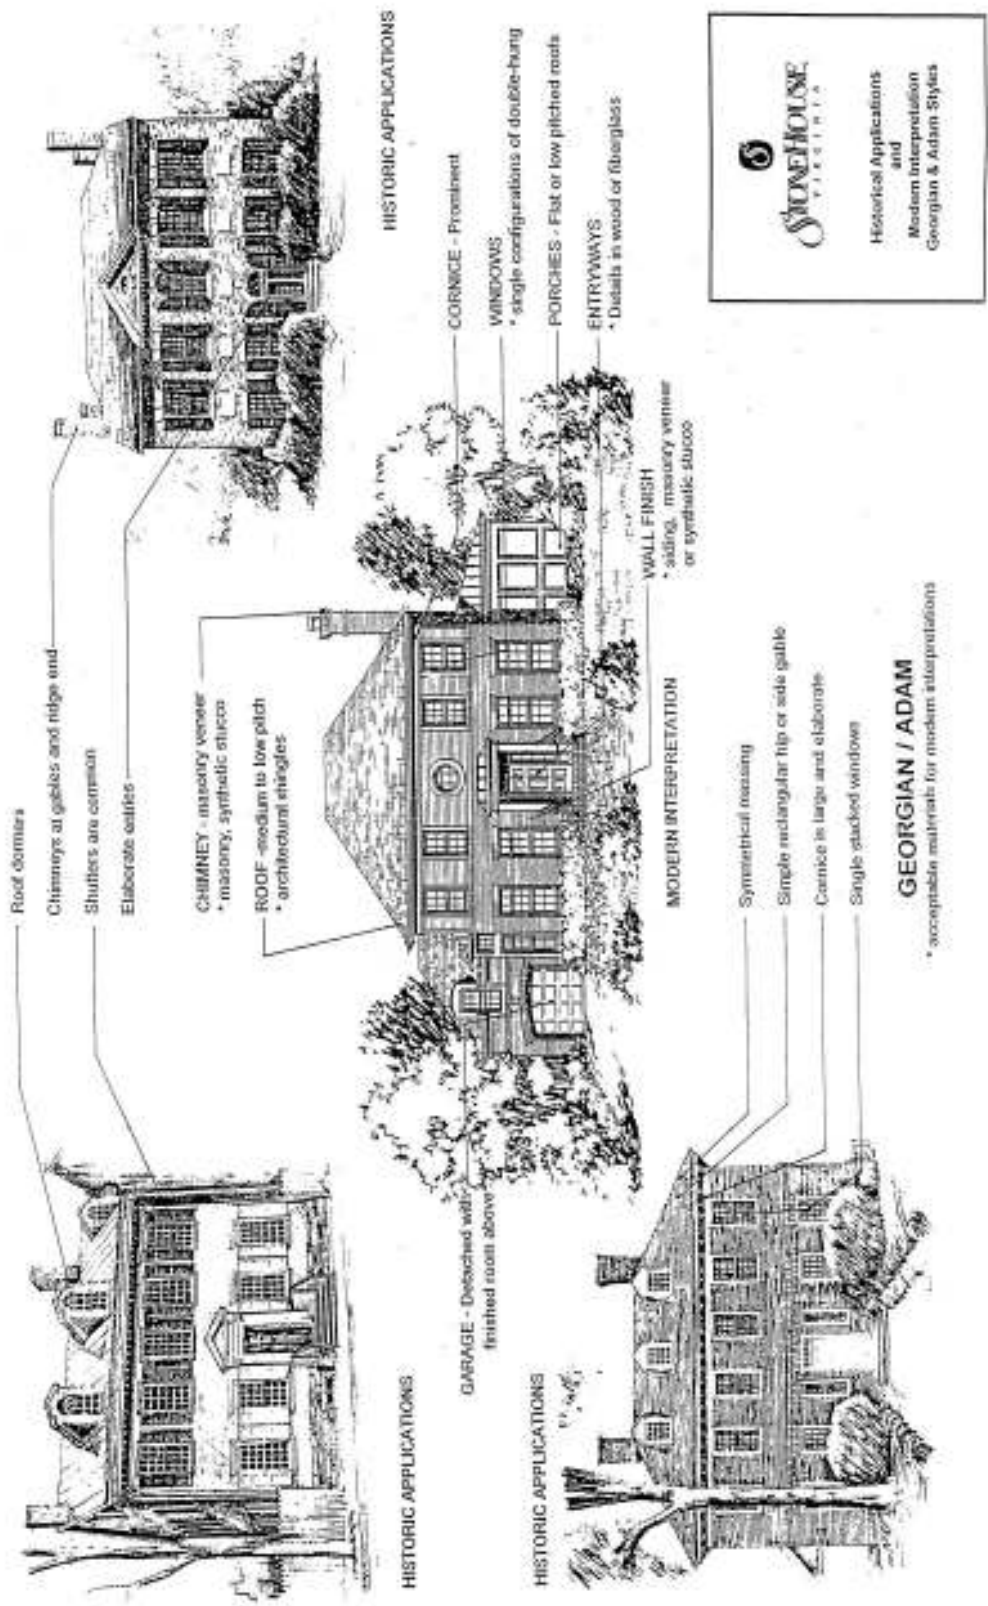 Roof dormers
Chimneys at gables and ridge end
Shutters are common
Elaborate entries
HISTORIC APPLICATIONS
HISTORIC APPLICATIONS
CHIMNEY - masonry veneer
* masonry, synthetic stucco
ROOF - medium to low pitch
* architectural shingles
CORNICE - Prominent
WINDOWS
* single configurations of double-hung
PORCHES - Flat or low pitched roofs
ENTRYWAYS
* Details in wood or fiberglass
WALL FINISH
* siding, masonry veneer
or synthetic stucco
GARAGE - Detached with
finished room above
MODERN INTERPRETATION
HISTORIC APPLICATIONS
Symmetrical massing
Simple rectangular hip or side gable
Cornice is large and elaborate
Single stacked windows
GEORGIAN / ADAM
* acceptable materials for modern interpretations
S
STONEHOUSE
VIRGINIA
Historical Applications
and
Modern Interpretation
Georgian & Adam Styles